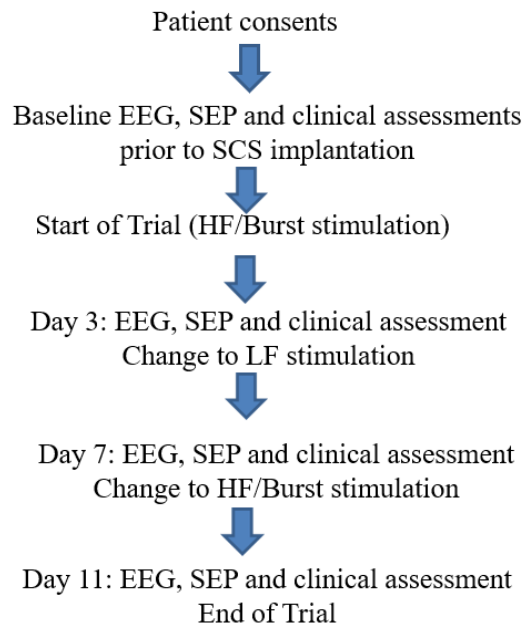 Patient consents
Baseline EEG, SEP and clinical assessments
prior to SCS implantation
Start of Trial (HF/Burst stimulation)
Day 3: EEG, SEP and clinical assessment
Change to LF stimulation
Day 7: EEG, SEP and clinical assessment
Change to HF/Burst stimulation
Day 11: EEG, SEP and clinical assessment
End of Trial